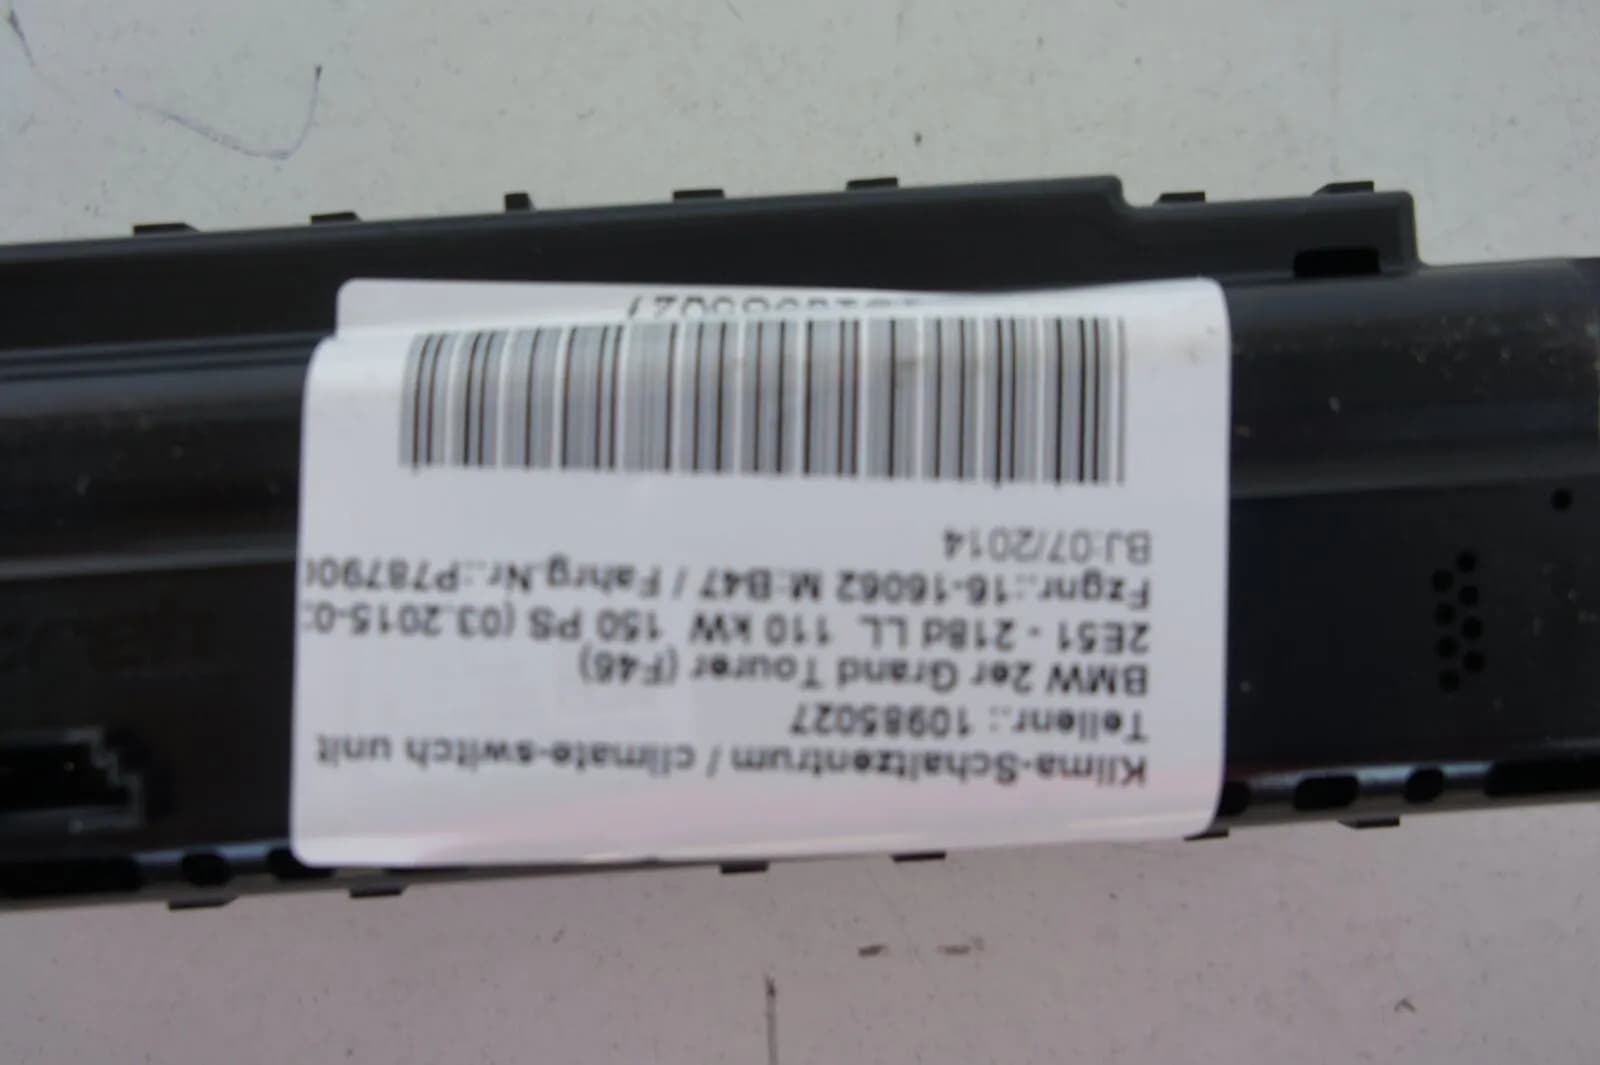 Klima-Schaltzentrum / climate-switch unit
Teilenr.: 10985027
BMW 2er Grand Tourer (F46)
2E51 - 218d LL 110 kW 150 PS (03.2015-0
Fzgnr.:16-16062 M:B47 / Fahrg.Nr.:P78790
BJ:07/2014